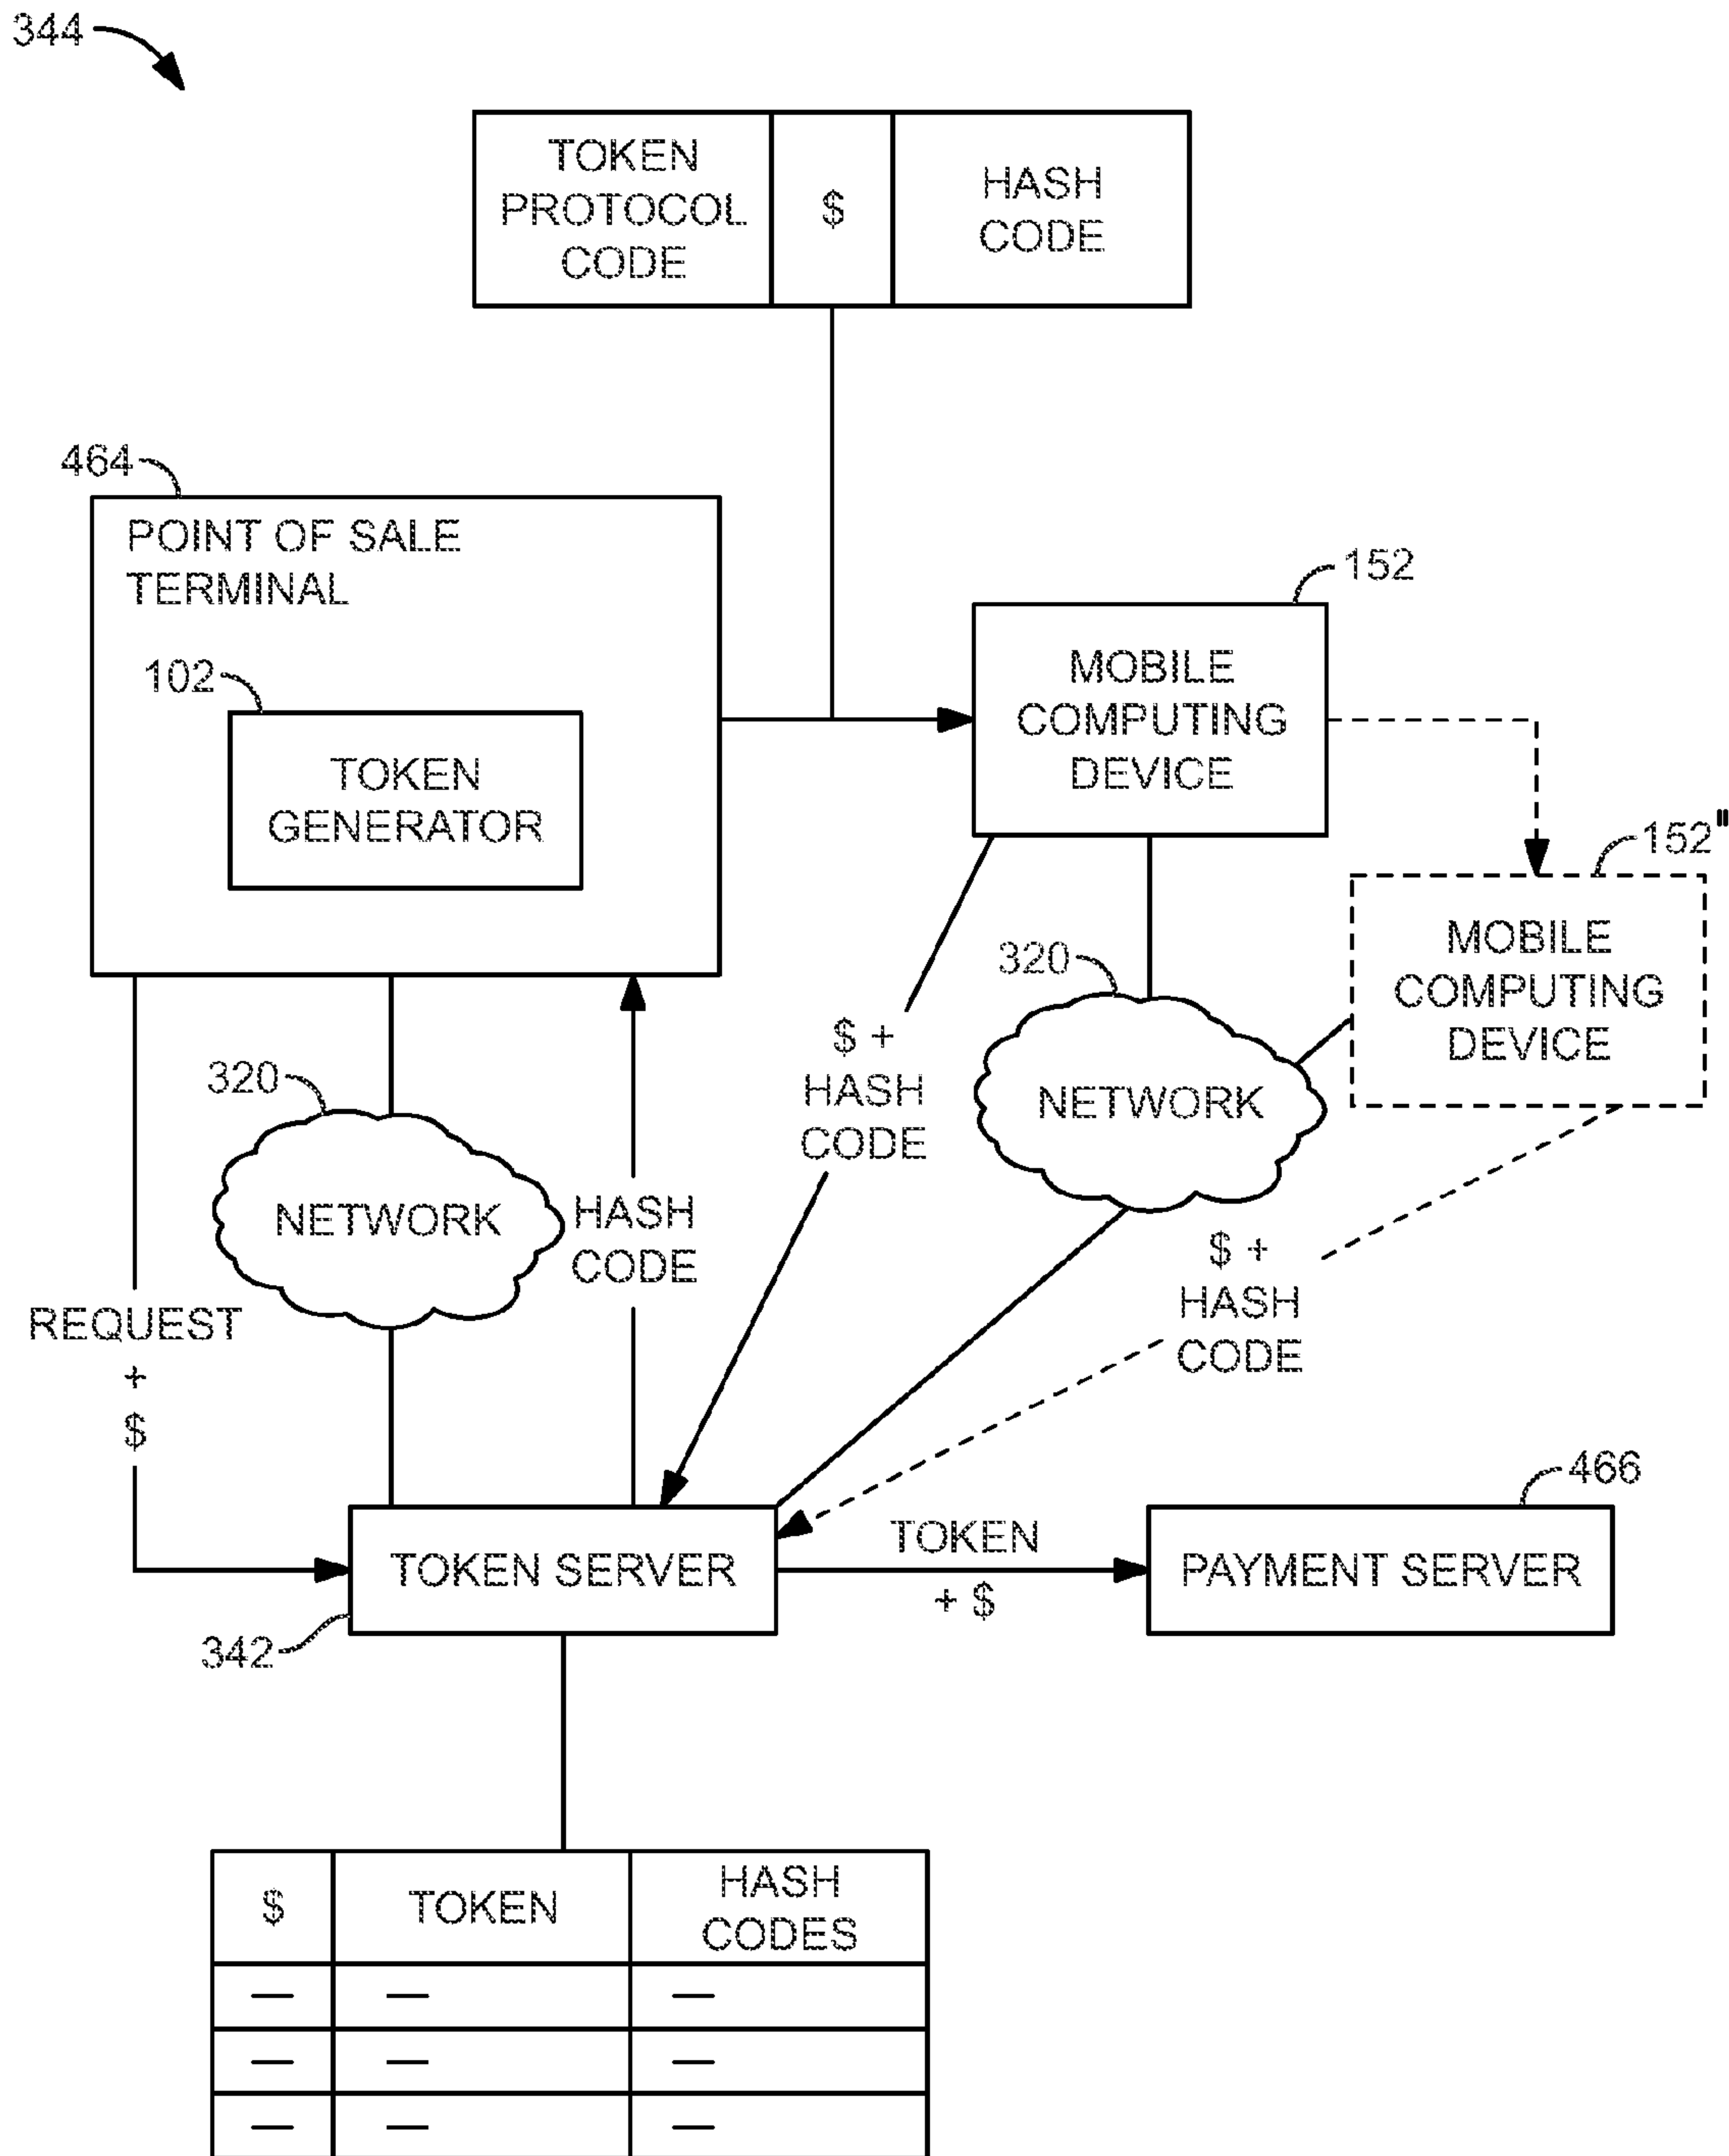 344
TOKEN
PROTOCOL
CODE
$
HASH
CODE
464
POINT OF SALE
TERMINAL
102
TOKEN
GENERATOR
152
MOBILE
COMPUTING
DEVICE
152"
MOBILE
COMPUTING
DEVICE
320
NETWORK
$ +
HASH
CODE
320
NETWORK
HASH
CODE
$ +
HASH
CODE
REQUEST
+
$
TOKEN SERVER
342
TOKEN
+ $
466
PAYMENT SERVER
$
TOKEN
HASH
CODES
— — —
— — —
— — —